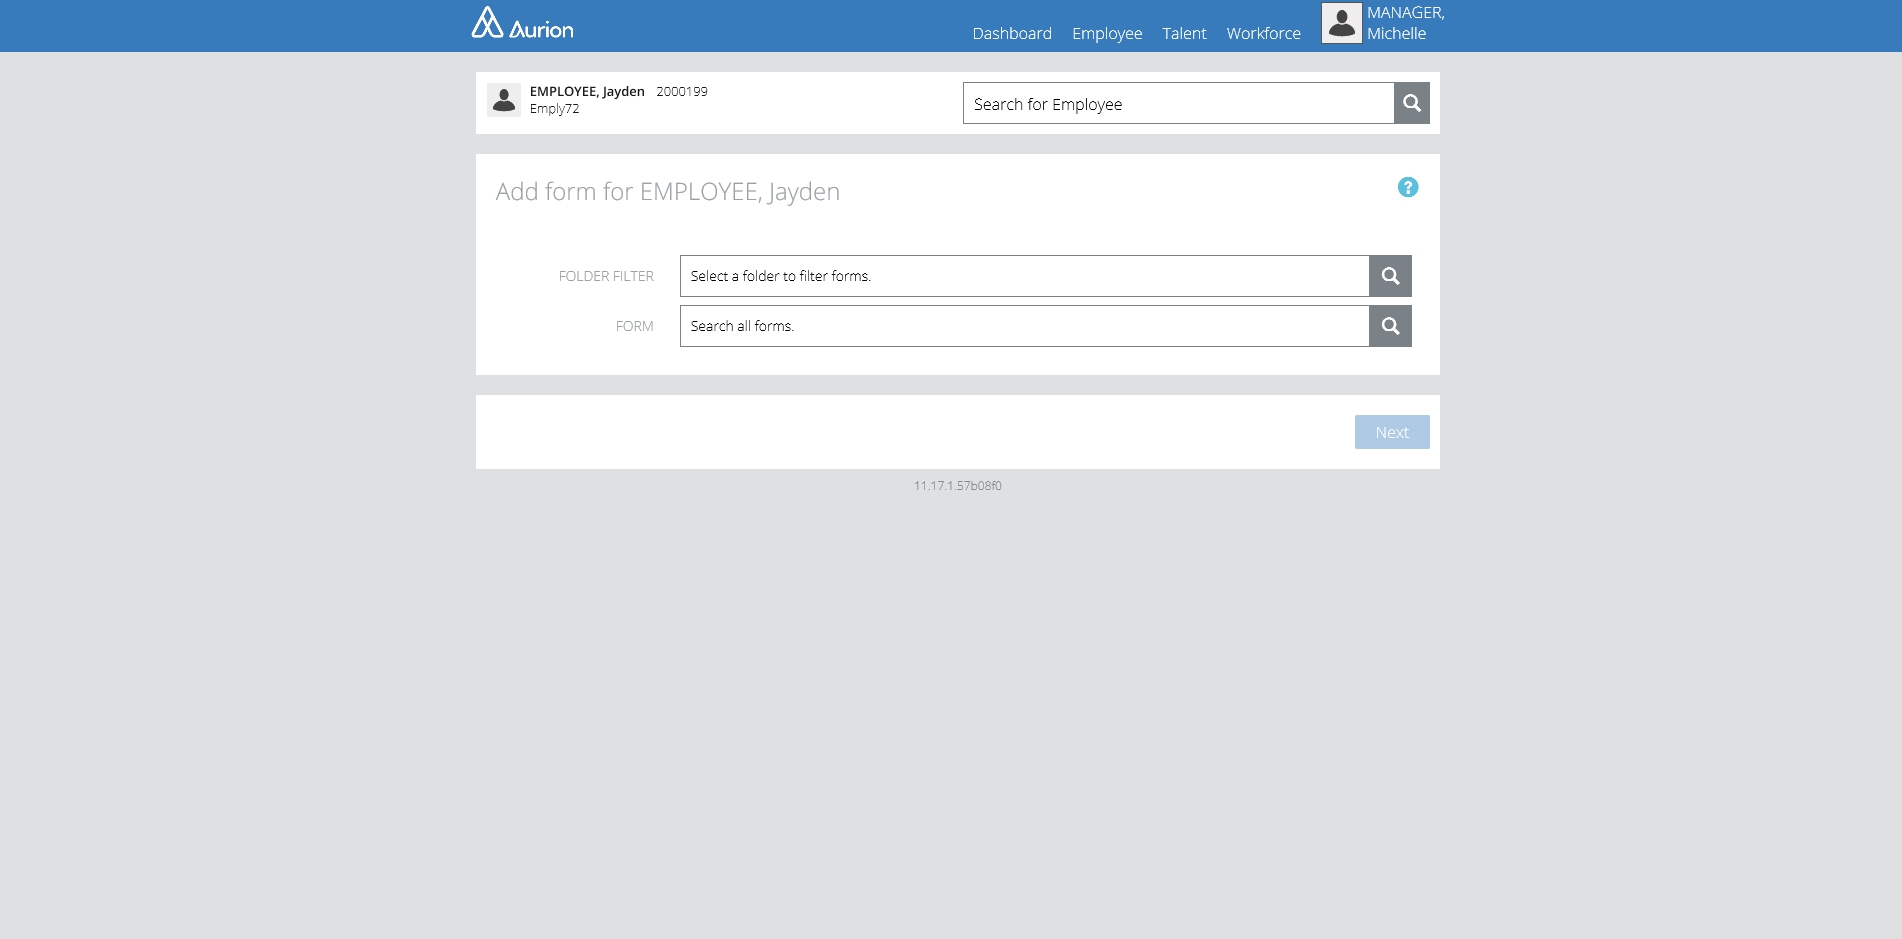 Aurion
Dashboard Employee Talent Workforce MANAGER,
Michelle
EMPLOYEE, Jayden 2000199
Emply72
Search for Employee
Add form for EMPLOYEE, Jayden
?
FOLDER FILTER Select a folder to filter forms.
FORM Search all forms.
Next
11.17.1.57b08f0